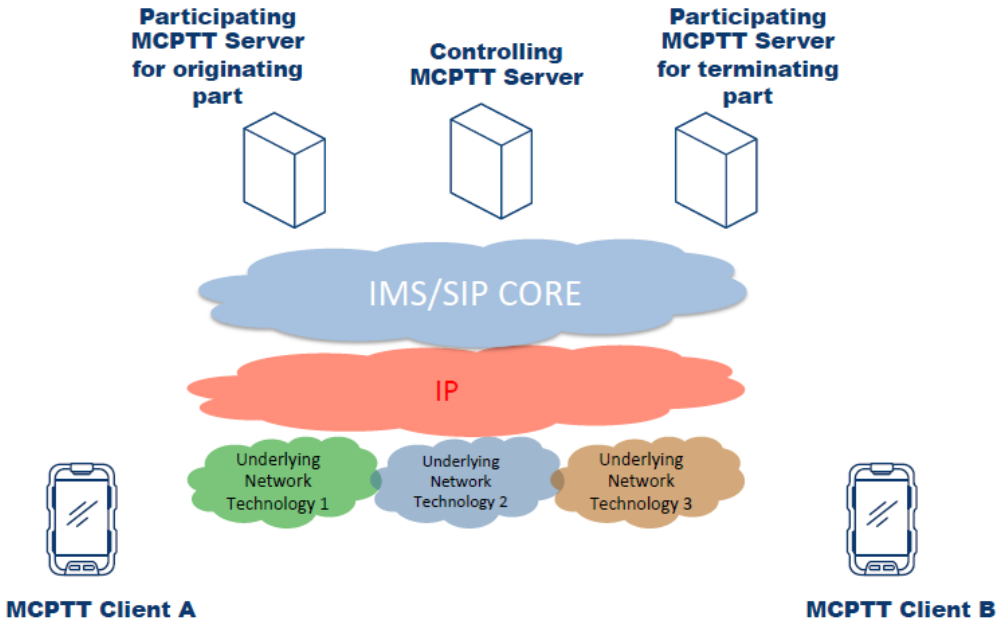 Participating
MCPTT Server
for originating
part
Controlling
MCPTT Server
Participating
MCPTT Server
for terminating
part
IMS/SIP CORE
IP
Underlying
Network
Technology 1
Underlying
Network
Technology 2
Underlying
Network
Technology 3
MCPTT Client A
MCPTT Client B